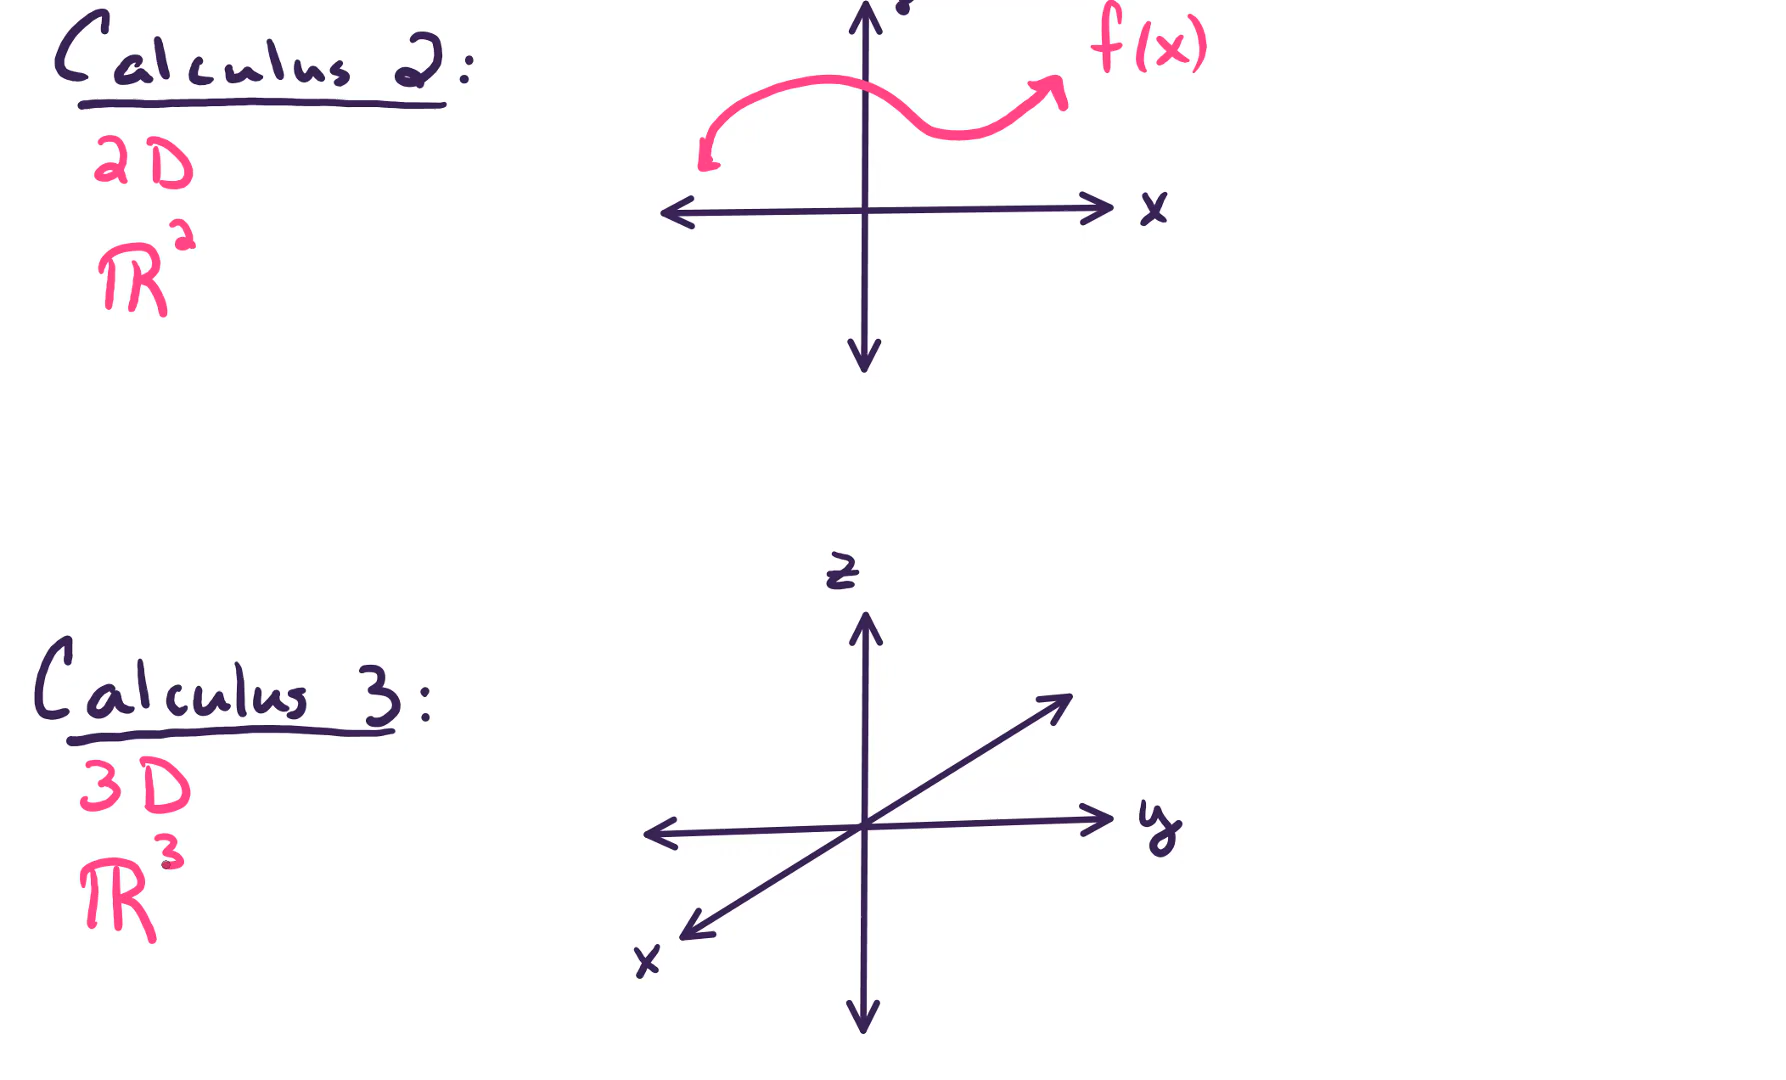 Calculus 2:
2D
ℝ²
f(x)
x
z
Calculus 3:
3D
ℝ³
y
x